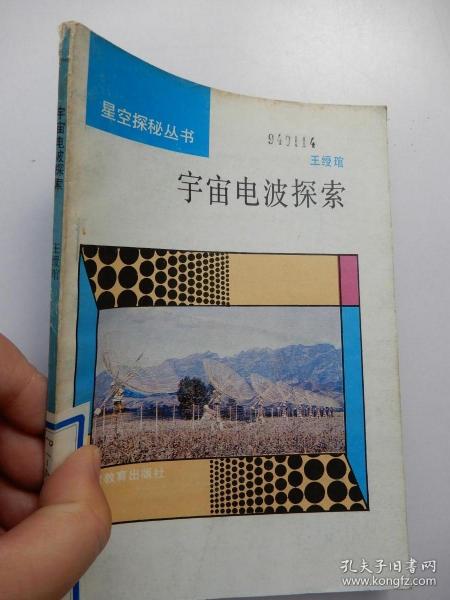 星空探秘丛书
940114
王绶琯
宇宙电波探索
教育出版社
宇宙电波探索
王绶琯
孔夫子旧书网
www.kongfz.com